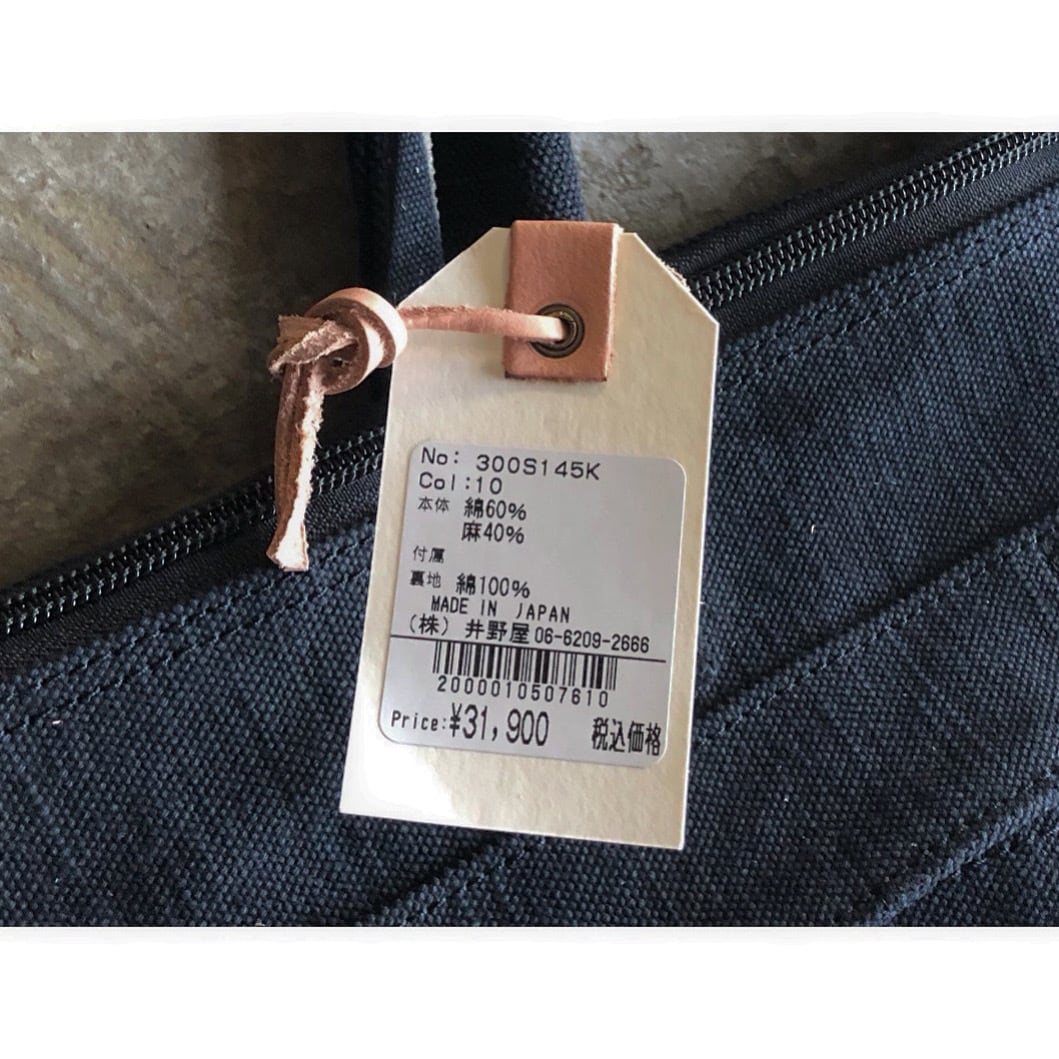 No: 300S145K
Col:10
本体 綿60%
麻40%
付属
裏地 綿100%
MADE IN JAPAN
(株) 井野屋 06-6209-2666
2000010507610
Price:¥31,900 税込価格